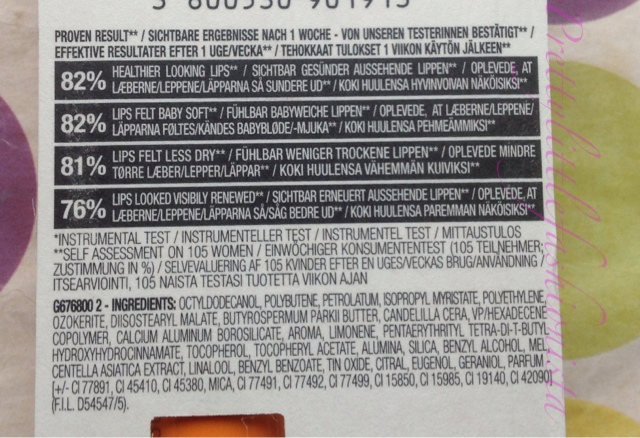 3 600530 901913
PROVEN RESULT** / SICHTBARE ERGEBNISSE NACH 1 WOCHE - VON UNSEREN TESTERINNEN BESTÄTIGT** /
EFFEKTIVE RESULTATER EFTER 1 UGE/VECKA** / TEHOKKAAT TULOKSET 1 VIIKON KÄYTÖN JÄLKEEN**
82% HEALTHIER LOOKING LIPS** / SICHTBAR GESÜNDER AUSSEHENDE LIPPEN** / OPLEVEDE, AT
LÆBERNE/LEPPENE/LÄPPARNA SÅ SUNDERE UD** / KOKI HUULENSA HYVINVOIVAN NÄKÖISIKSI**
82% LIPS FELT BABY SOFT** / FÜHLBAR BABYWEICHE LIPPEN** / OPLEVEDE, AT LÆBERNE/LEPPENE/
LÄPPARNA FØLTES/KÄNDES BABYBLØDE/-MJUKA** / KOKI HUULENSA PEHMEÄMMIKSI**
81% LIPS FELT LESS DRY** / FÜHLBAR WENIGER TROCKENE LIPPEN** / OPLEVEDE MINDRE
TØRRE LÆBER/LEPPER/LÄPPAR** / KOKI HUULENSA VÄHEMMÄN KUIVIKSI**
76% LIPS LOOKED VISIBILY RENEWED** / SICHTBAR ERNEUERT AUSSEHENDE LIPPEN** / OPLEVEDE, AT
LÆBERNE/LEPPENE/LÄPPARNA SÅ/SÅG BEDRE UD** / KOKI HUULENSA PAREMMAN NÄKÖISIKSI**
*INSTRUMENTAL TEST / INSTRUMENTELLER TEST / INSTRUMENTEL TEST / MITTAUSTULOS
**SELF ASSESSMENT ON 105 WOMEN / EINWÖCHIGER KONSUMENTENTEST (105 TEILNEHMER;
ZUSTIMMUNG IN %) / SELVEVALUERING AF 105 KVINDER EFTER EN UGES/VECKAS BRUG/ANVÄNDNING /
ITSEARVIOINTI, 105 NAISTA TESTASI TUOTETTA VIIKON AJAN
G676800 2 - INGREDIENTS: OCTYLDODECANOL, POLYBUTENE, PETROLATUM, ISOPROPYL MYRISTATE, POLYETHYLENE,
OZOKERITE, DIISOSTEARYL MALATE, BUTYROSPERMUM PARKII BUTTER, CANDELILLA CERA, VP/HEXADECENE
COPOLYMER, CALCIUM ALUMINUM BOROSILICATE, AROMA, LIMONENE, PENTAERYTHRITYL TETRA-DI-T-BUTYL
HYDROXYHYDROCINNAMATE, TOCOPHEROL, TOCOPHERYL ACETATE, ALUMINA, SILICA, BENZYL ALCOHOL, MEL,
CENTELLA ASIATICA EXTRACT, LINALOOL, BENZYL BENZOATE, TIN OXIDE, CITRAL, EUGENOL, GERANIOL, PARFUM
[+/- CI 77891, CI 45410, CI 45380, MICA, CI 77491, CI 77492, CI 77499, CI 15850, CI 15985, CI 19140, CI 42090]
(F.I.L. D54547/5).